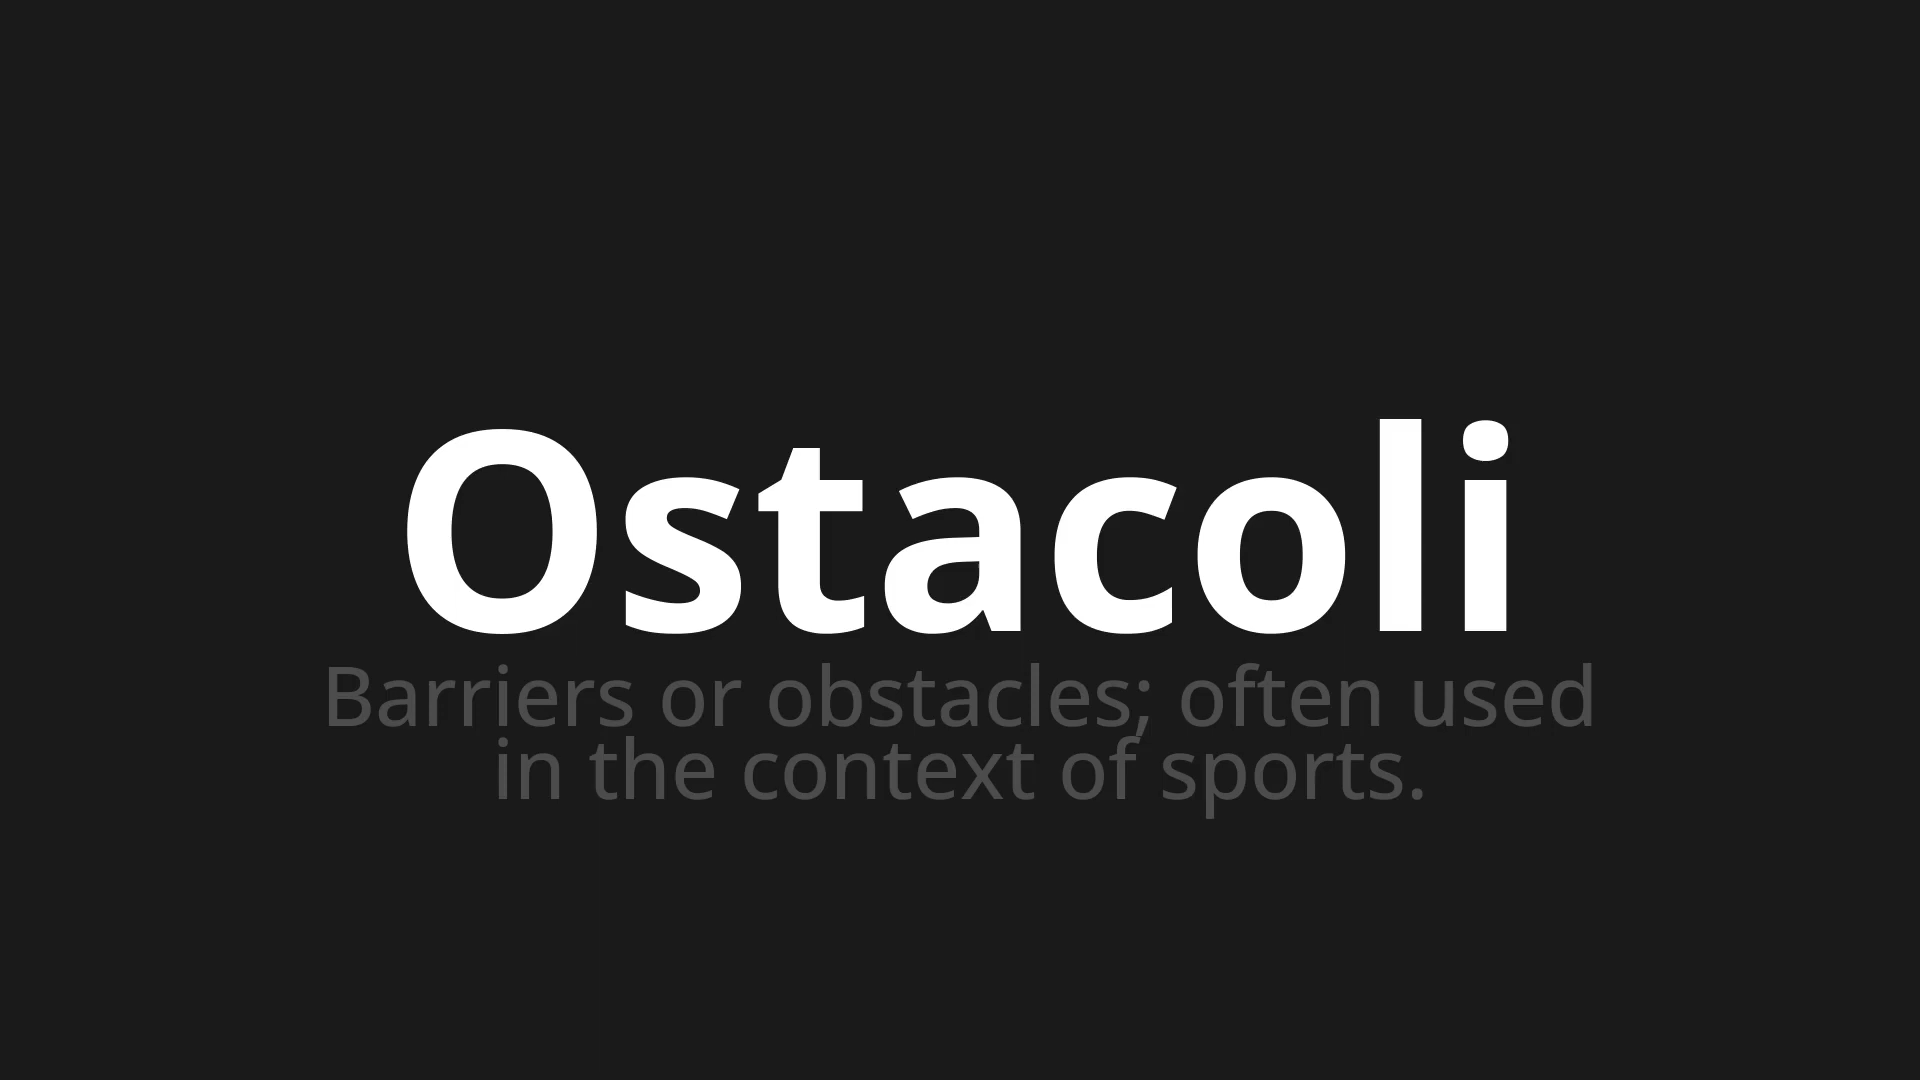 Ostacoli
Barriers or obstacles; often used
in the context of sports.